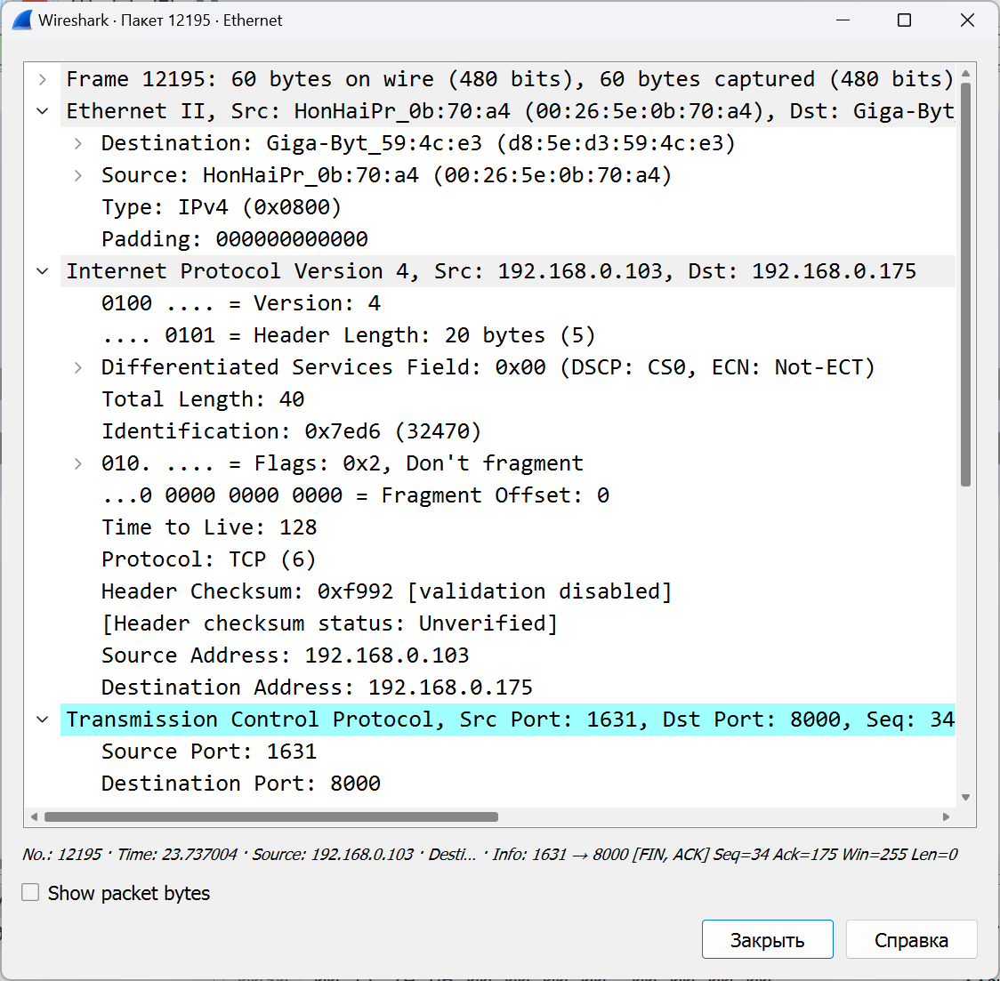 Wireshark · Пакет 12195 · Ethernet
Frame 12195: 60 bytes on wire (480 bits), 60 bytes captured (480 bits)
Ethernet II, Src: HonHaiPr_0b:70:a4 (00:26:5e:0b:70:a4), Dst: Giga-Byt_
Destination: Giga-Byt_59:4c:e3 (d8:5e:d3:59:4c:e3)
Source: HonHaiPr_0b:70:a4 (00:26:5e:0b:70:a4)
Type: IPv4 (0x0800)
Padding: 000000000000
Internet Protocol Version 4, Src: 192.168.0.103, Dst: 192.168.0.175
0100 .... = Version: 4
.... 0101 = Header Length: 20 bytes (5)
Differentiated Services Field: 0x00 (DSCP: CS0, ECN: Not-ECT)
Total Length: 40
Identification: 0x7ed6 (32470)
010. .... = Flags: 0x2, Don't fragment
...0 0000 0000 0000 = Fragment Offset: 0
Time to Live: 128
Protocol: TCP (6)
Header Checksum: 0xf992 [validation disabled]
[Header checksum status: Unverified]
Source Address: 192.168.0.103
Destination Address: 192.168.0.175
Transmission Control Protocol, Src Port: 1631, Dst Port: 8000, Seq: 34
Source Port: 1631
Destination Port: 8000
No.: 12195 · Time: 23.737004 · Source: 192.168.0.103 · Desti... · Info: 1631 → 8000 [FIN, ACK] Seq=34 Ack=175 Win=255 Len=0
Show packet bytes
Закрыть
Справка